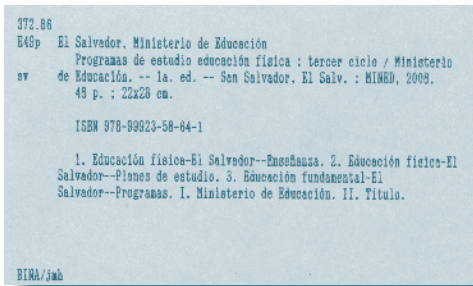 372.86
E49p El Salvador. Ministerio de Educación
Programas de estudio educación física : tercer ciclo / Ministerio
sv de Educación. -- 1a. ed. -- San Salvador, El Salv. : MINED, 2008.
48 p. ; 22x28 cm.
ISBN 978-99923-58-64-1
1. Educación física-El Salvador--Enseñanza. 2. Educación física-El
Salvador--Planes de estudio. 3. Educación fundamental-El
Salvador--Programas. I. Ministerio de Educación. II. Título.
BINA/jmh